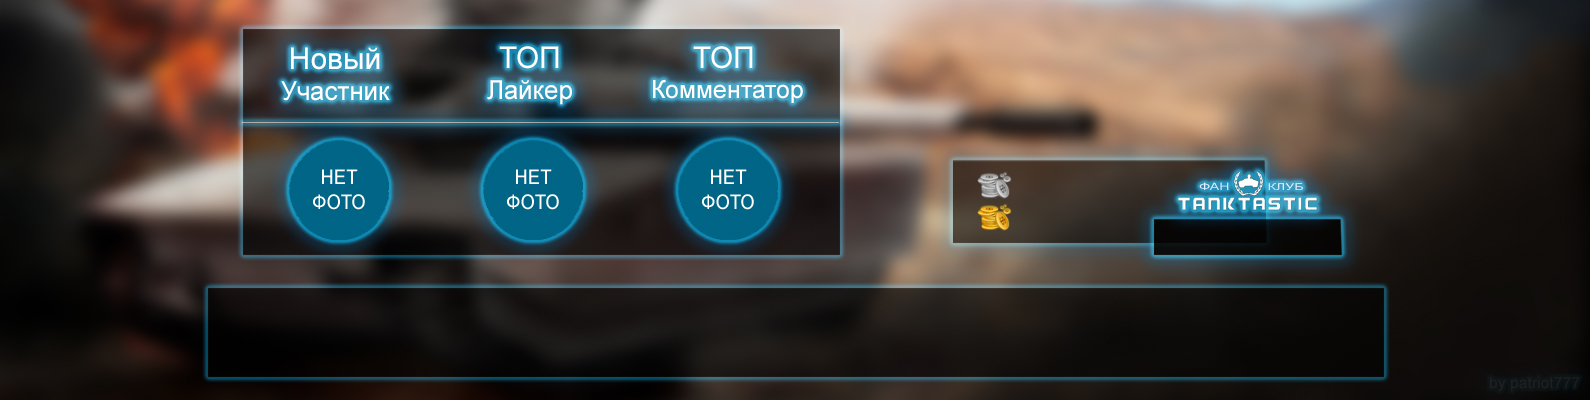 Новый
Участник
ТОП
Лайкер
ТОП
Комментатор
НЕТ
ФОТО
НЕТ
ФОТО
НЕТ
ФОТО
ФАН КЛУБ
TANKTASTIC
by patriot777